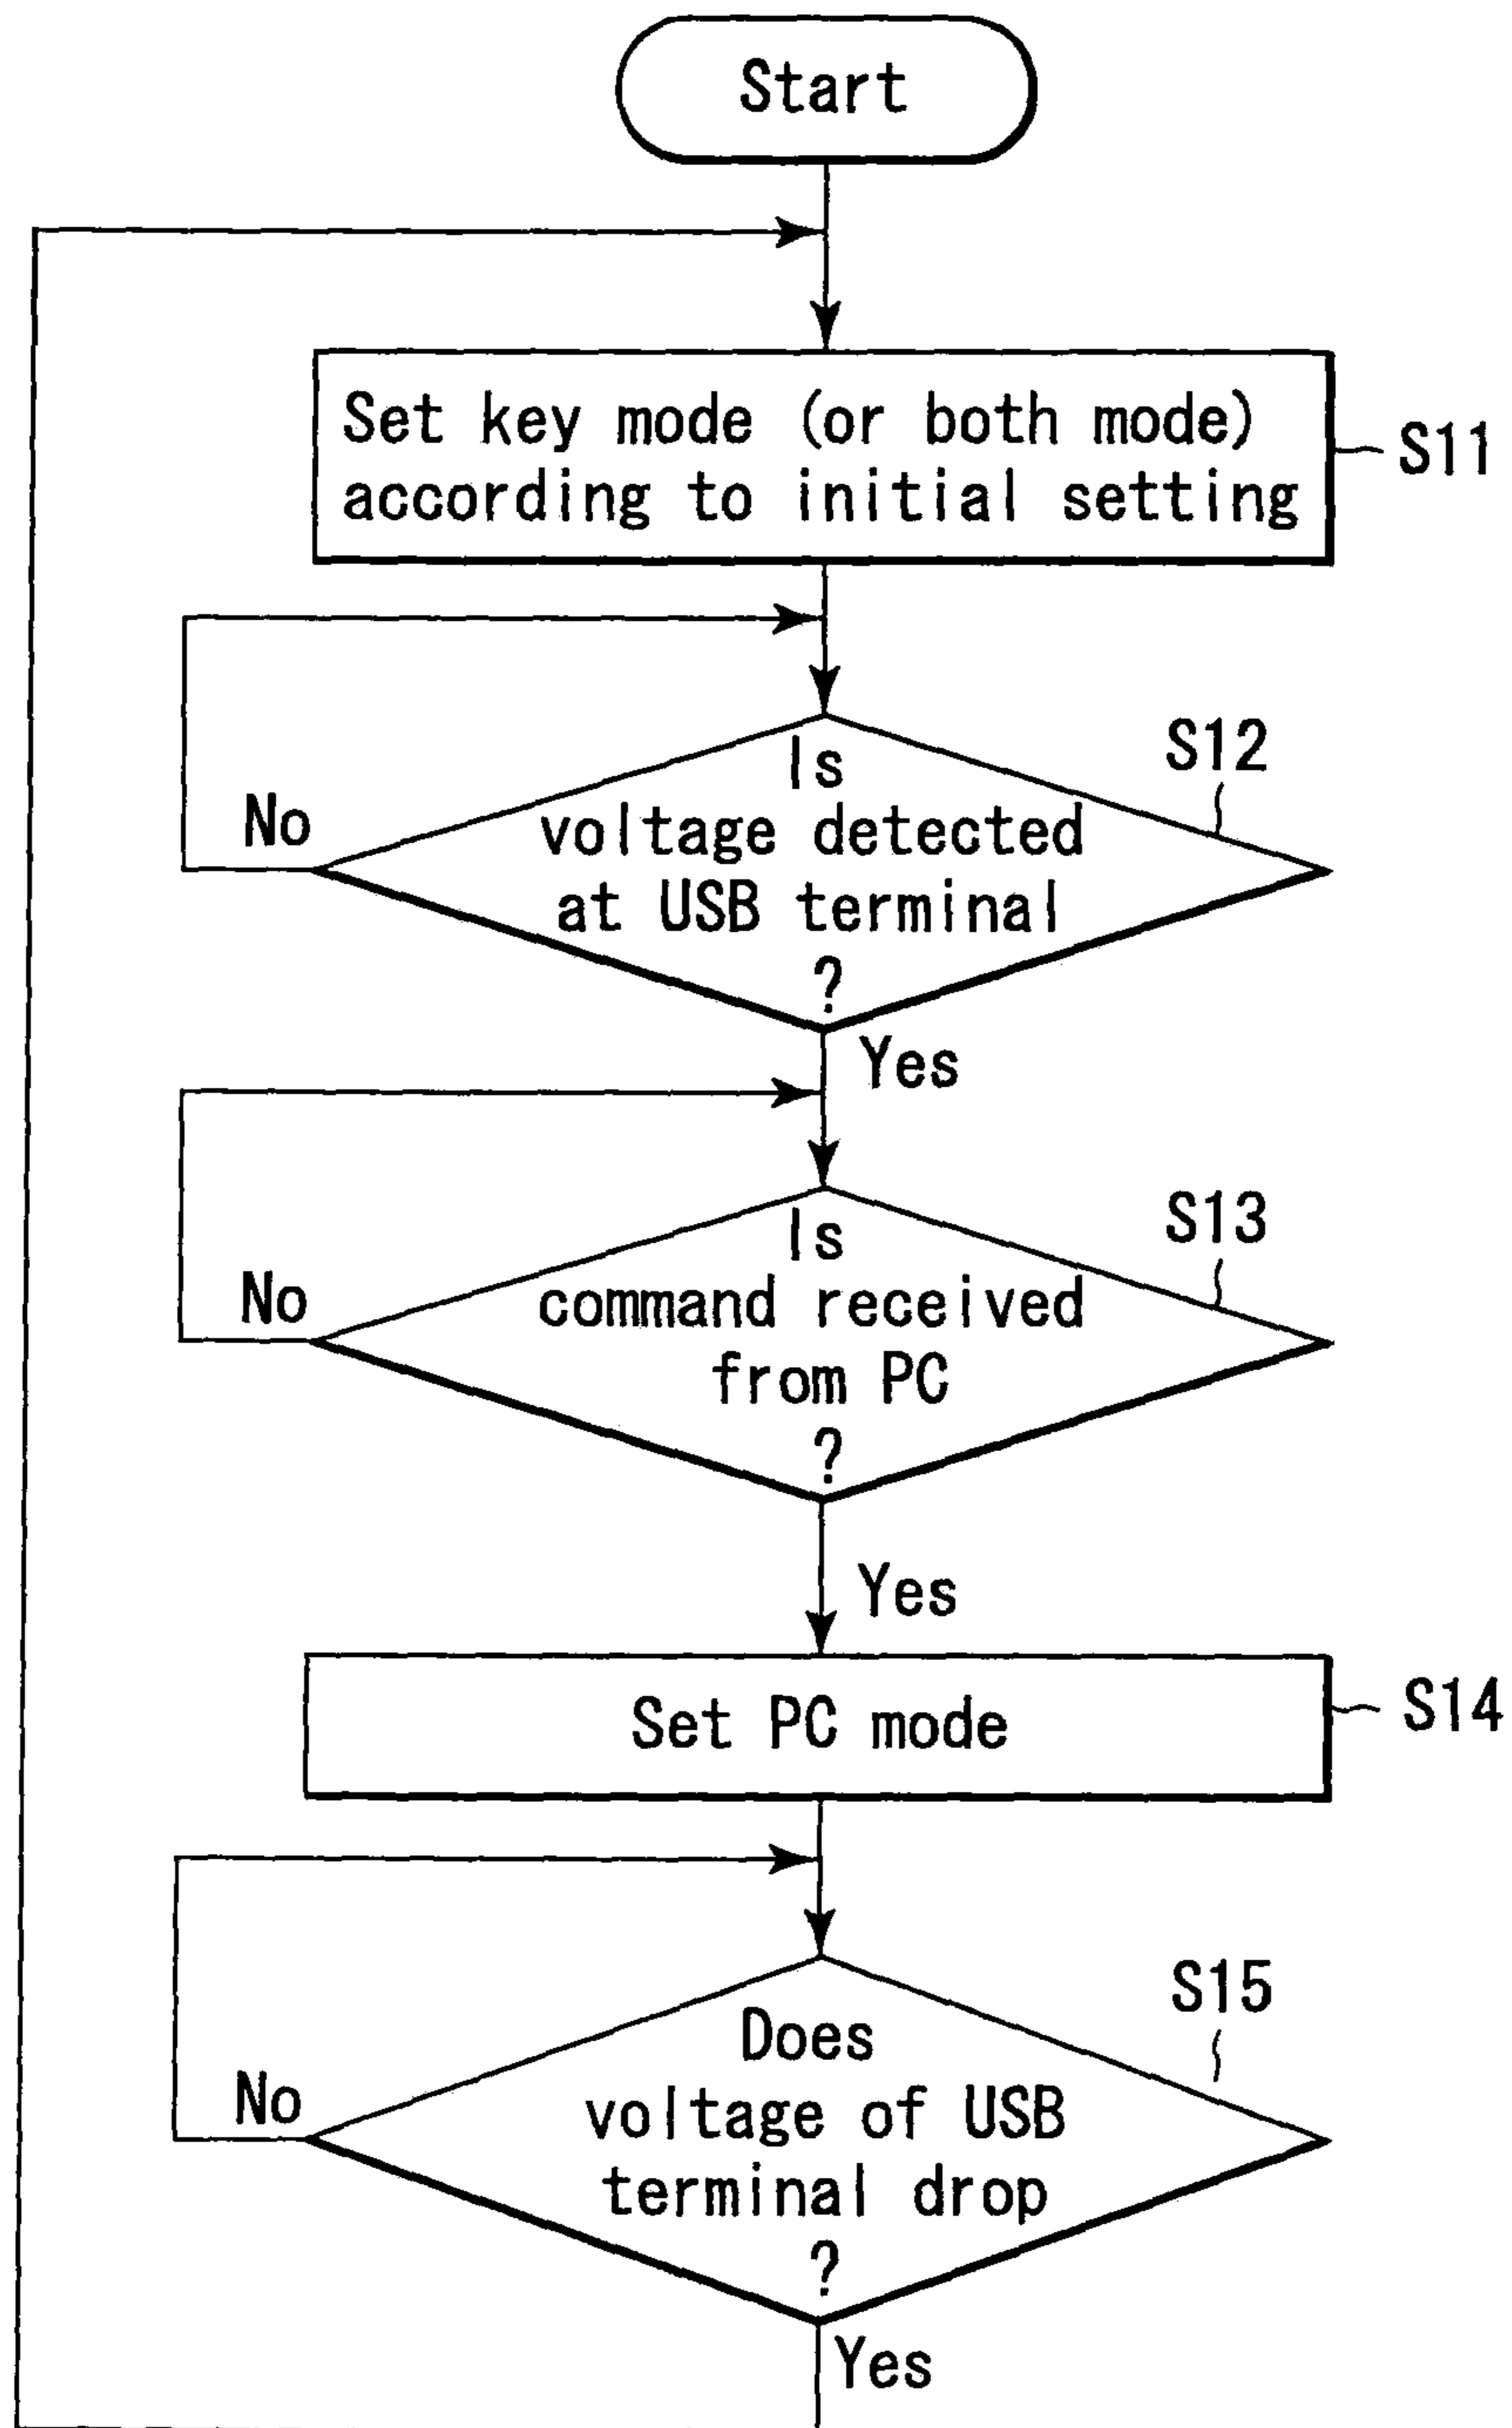 Start
Set key mode (or both mode)
according to initial setting
S11
S12
Is
voltage detected
at USB terminal
?
No
Yes
S13
Is
command received
from PC
?
No
Yes
Set PC mode
S14
S15
Does
voltage of USB
terminal drop
?
No
Yes